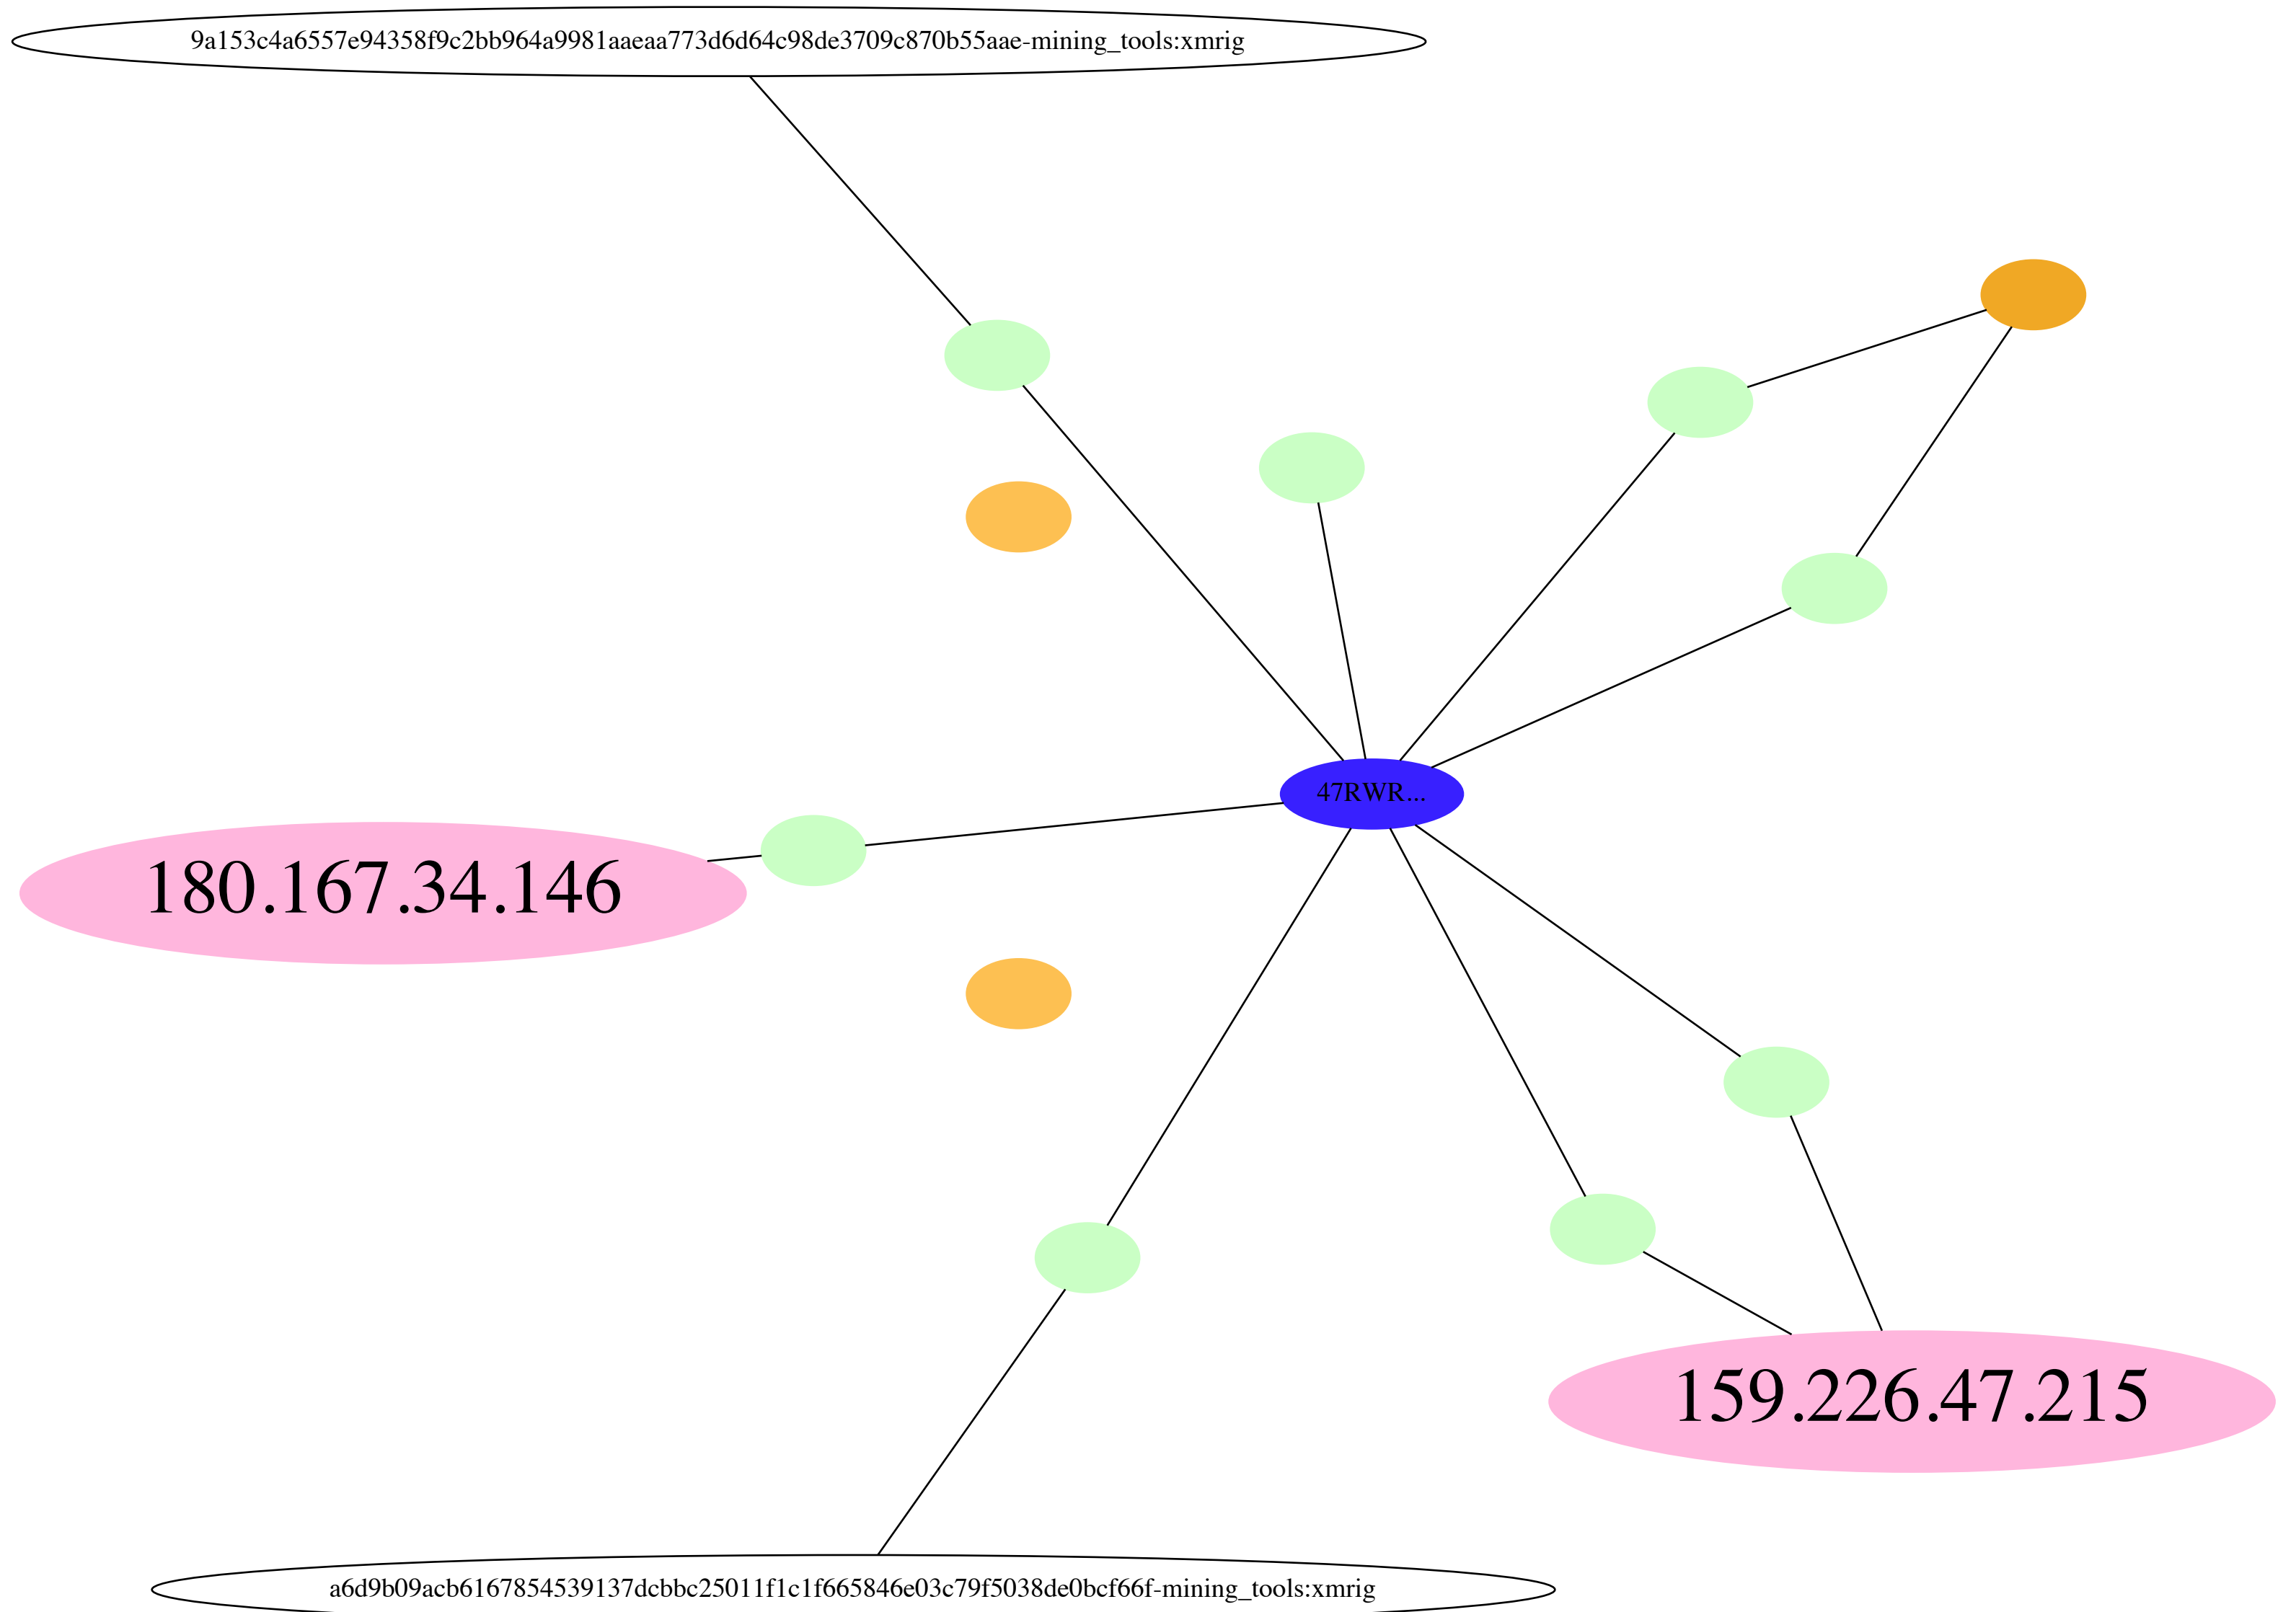 9a153c4a6557e94358f9c2bb964a9981aaeaa773d6d64c98de3709c870b55aae-mining_tools:xmrig
47RWR...
180.167.34.146
159.226.47.215
a6d9b09acb6167854539137dcbbc25011f1c1f665846e03c79f5038de0bcf66f-mining_tools:xmrig